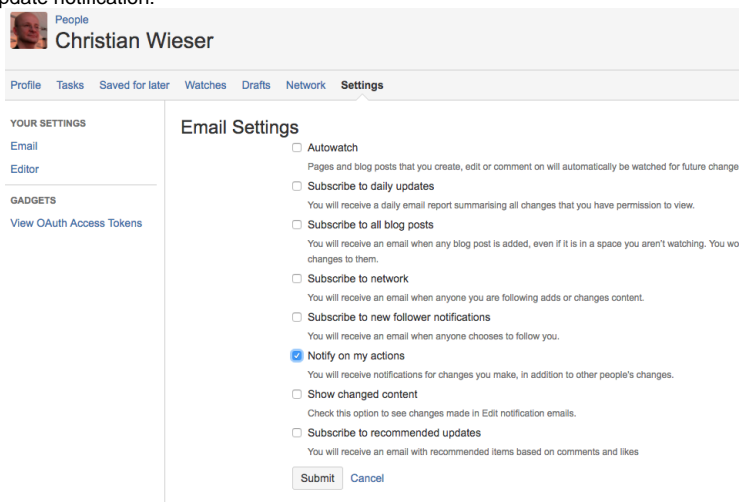 update notification.
People
Christian Wieser
Profile Tasks Saved for later Watches Drafts Network Settings
YOUR SETTINGS
Email
Editor
GADGETS
View OAuth Access Tokens
Email Settings
Autowatch
Pages and blog posts that you create, edit or comment on will automatically be watched for future change
Subscribe to daily updates
You will receive a daily email report summarising all changes that you have permission to view.
Subscribe to all blog posts
You will receive an email when any blog post is added, even if it is in a space you aren't watching. You wo
changes to them.
Subscribe to network
You will receive an email when anyone you are following adds or changes content.
Subscribe to new follower notifications
You will receive an email when anyone chooses to follow you.
Notify on my actions
You will receive notifications for changes you make, in addition to other people's changes.
Show changed content
Check this option to see changes made in Edit notification emails.
Subscribe to recommended updates
You will receive an email with recommended items based on comments and likes
Submit Cancel